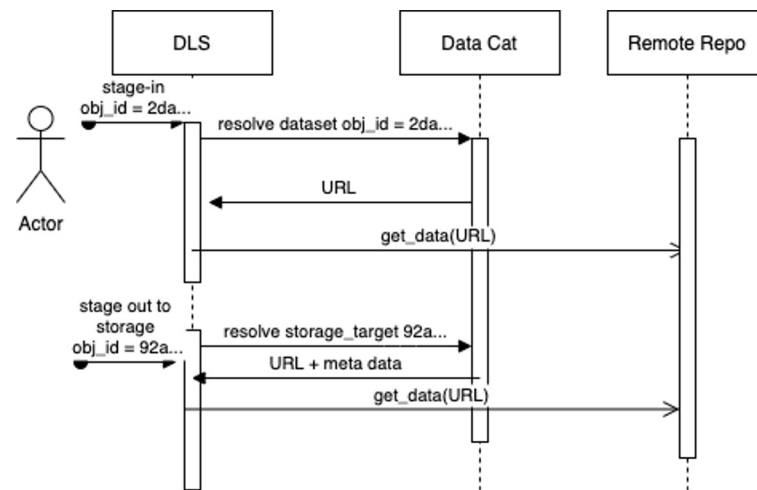 DLS
Data Cat
Remote Repo
stage-in
obj_id = 2da...
resolve dataset obj_id = 2da...
URL
Actor
get_data(URL)
stage out to
storage
obj_id = 92a...
resolve storage_target 92a...
URL + meta data
get_data(URL)